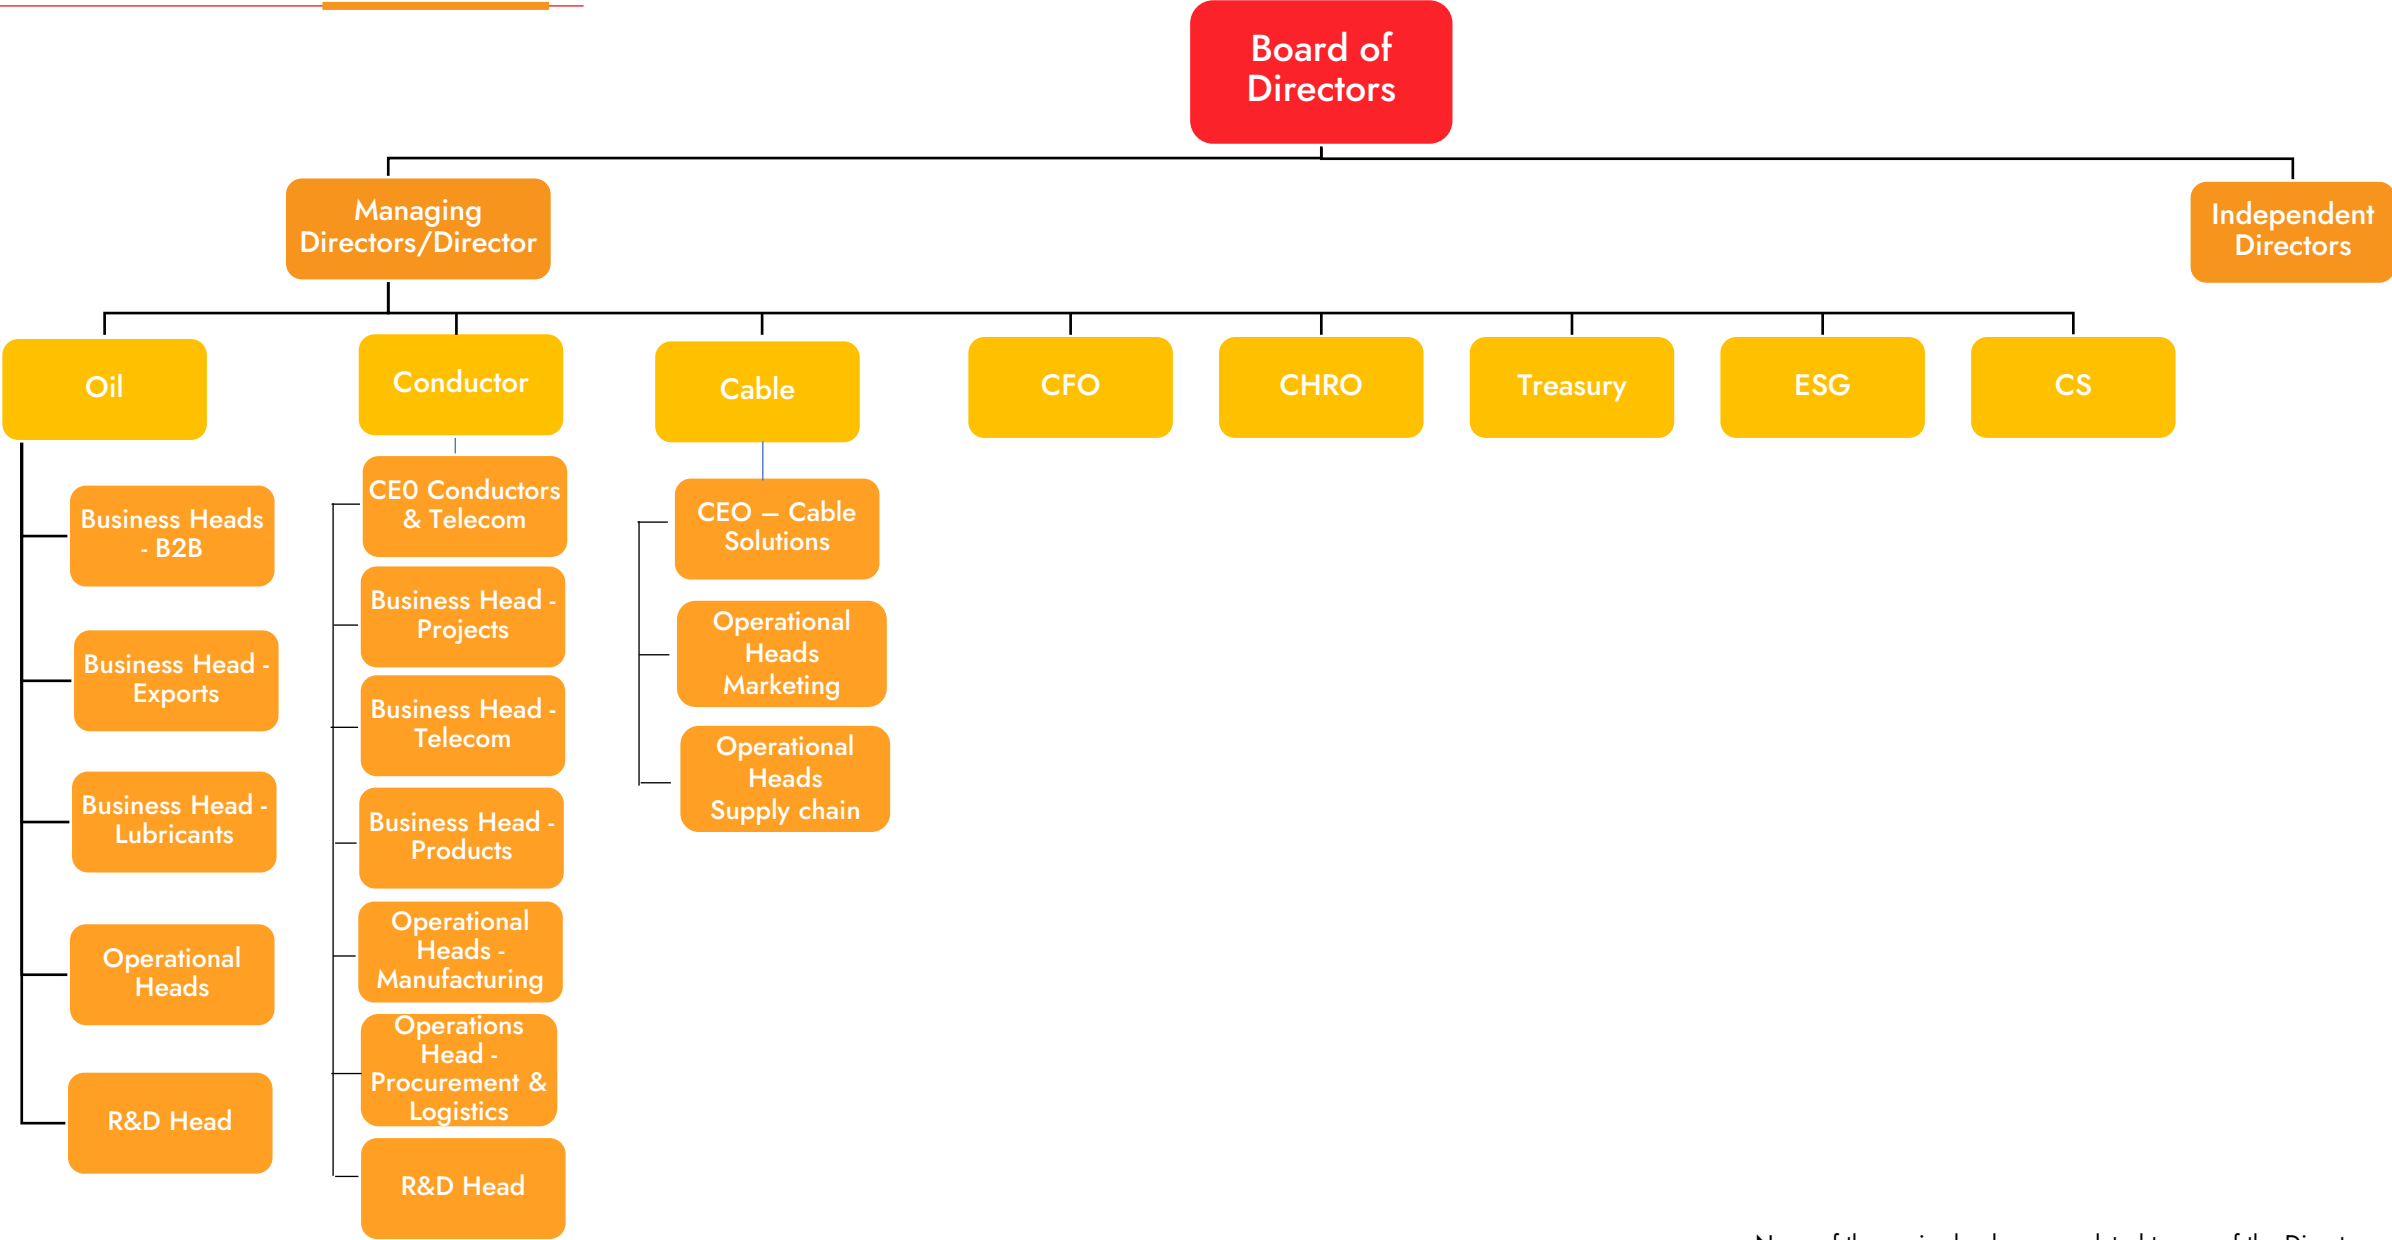 Board of
Directors
Managing
Directors/Director
Independent
Directors
Oil
Conductor
Cable
CFO
CHRO
Treasury
ESG
CS
Business Heads
- B2B
Business Head -
Exports
Business Head -
Lubricants
Operational
Heads
R&D Head
CE0 Conductors
& Telecom
Business Head -
Projects
Business Head -
Telecom
Business Head -
Products
Operational
Heads -
Manufacturing
Operations
Head -
Procurement &
Logistics
R&D Head
CEO – Cable
Solutions
Operational
Heads
Marketing
Operational
Heads
Supply chain